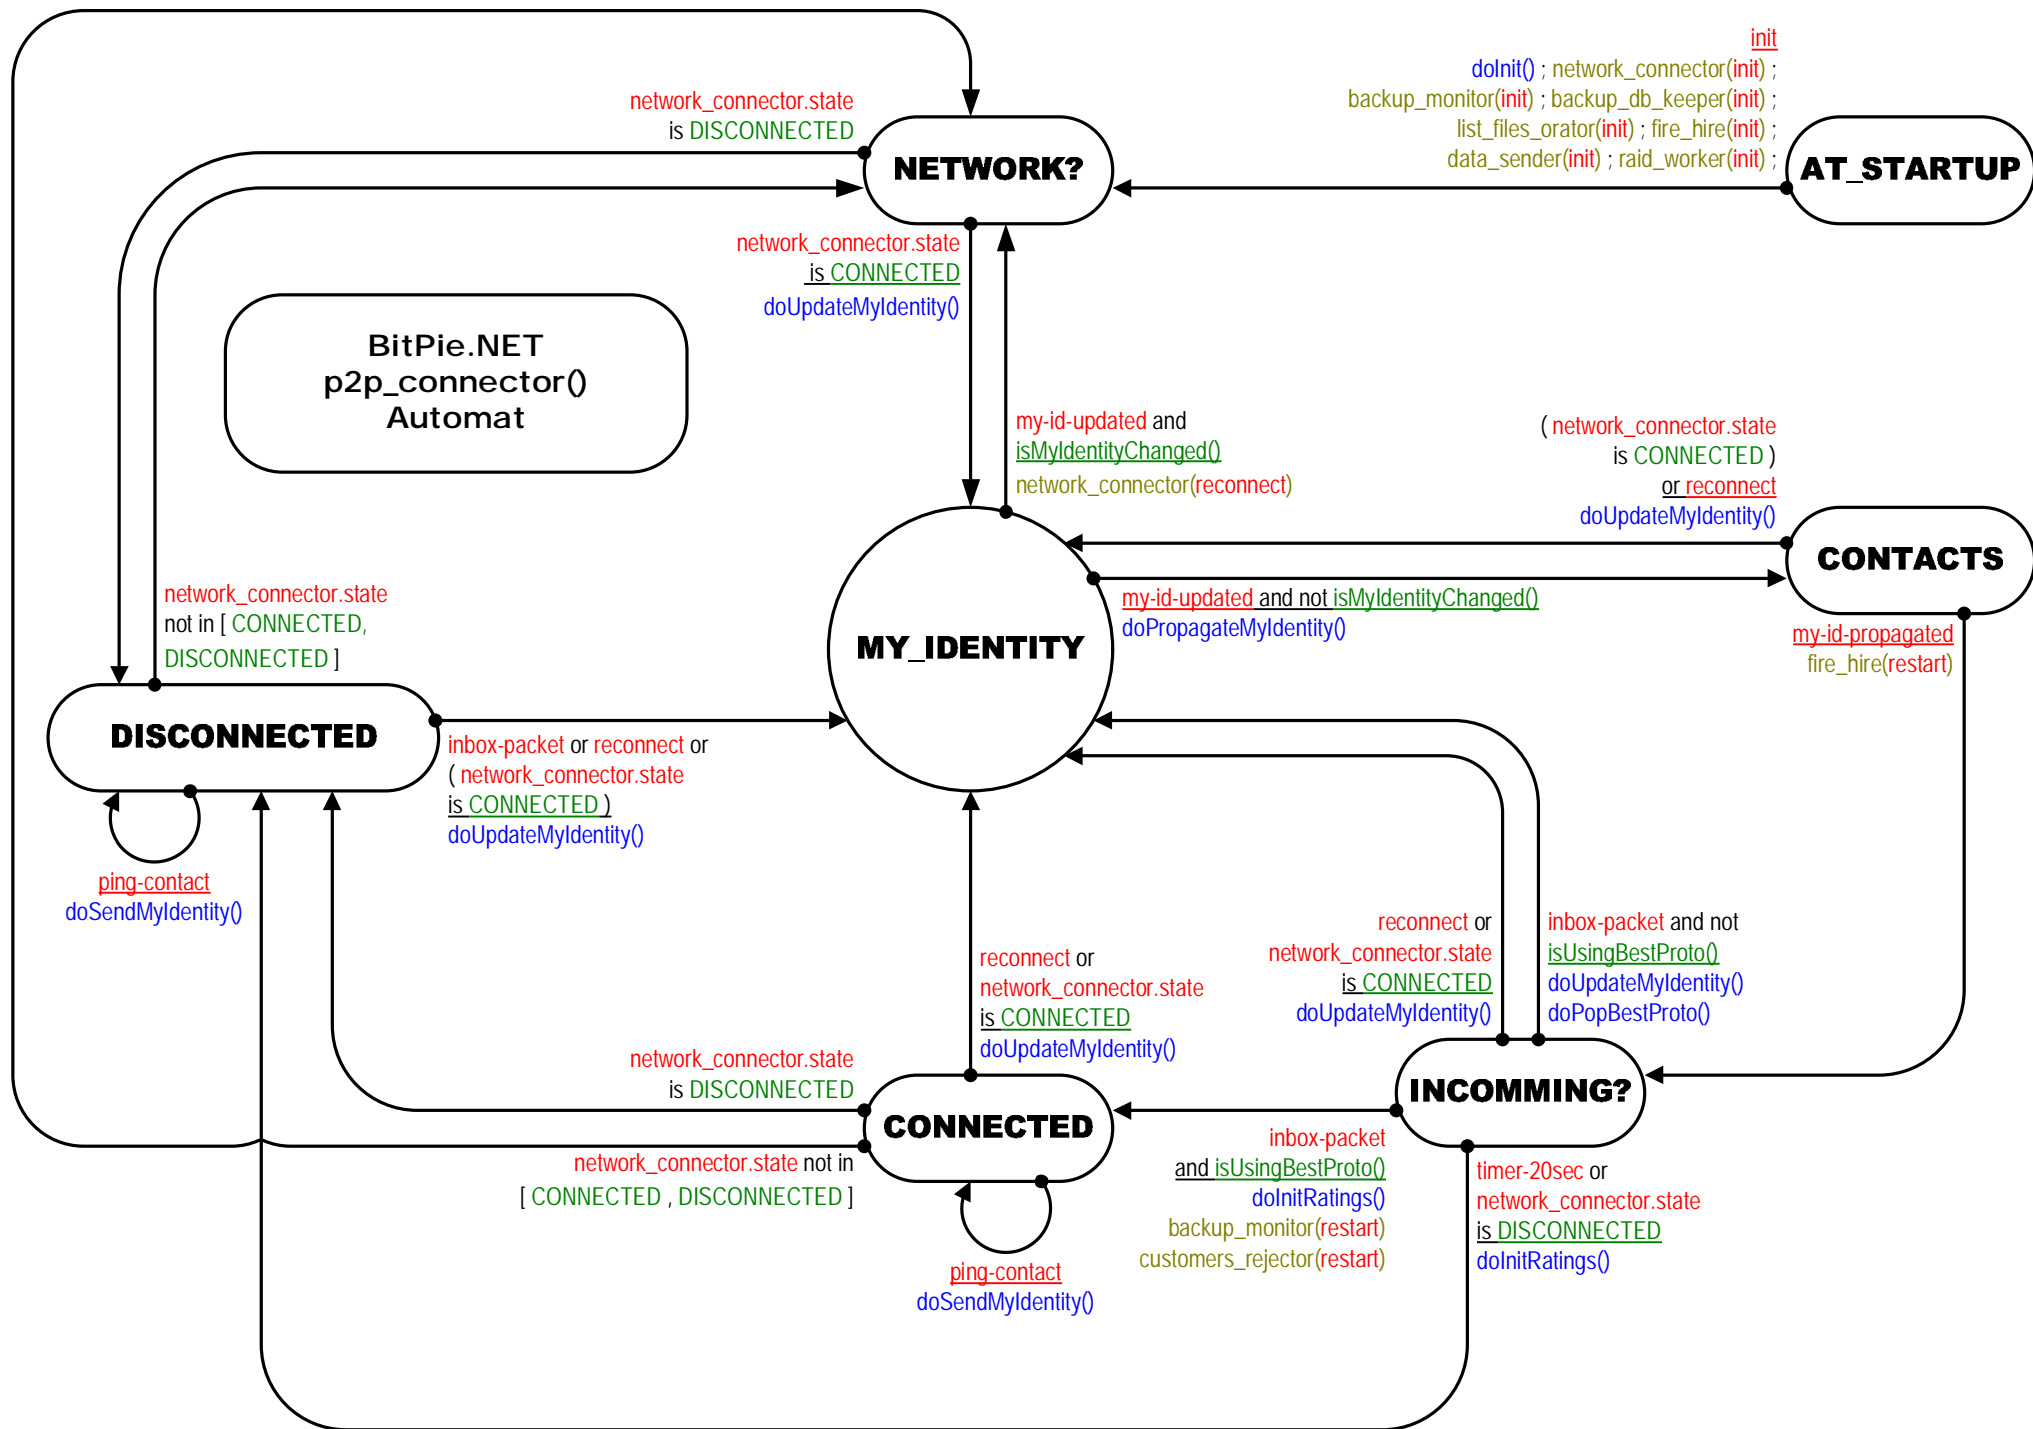 init
doInit() ; network_connector(init) ;
backup_monitor(init) ; backup_db_keeper(init) ;
list_files_orator(init) ; fire_hire(init) ;
data_sender(init) ; raid_worker(init) ;
AT_STARTUP
network_connector.state
is DISCONNECTED
NETWORK?
network_connector.state
is CONNECTED
doUpdateMyIdentity()
BitPie.NET
p2p_connector()
Automat
my-id-updated and
isMyIdentityChanged()
network_connector(reconnect)
( network_connector.state
is CONNECTED )
or reconnect
doUpdateMyIdentity()
CONTACTS
my-id-updated and not isMyIdentityChanged()
doPropagateMyIdentity()
MY_IDENTITY
my-id-propagated
fire_hire(restart)
network_connector.state
not in [ CONNECTED,
DISCONNECTED ]
DISCONNECTED
inbox-packet or reconnect or
( network_connector.state
is CONNECTED )
doUpdateMyIdentity()
ping-contact
doSendMyIdentity()
reconnect or
network_connector.state
is CONNECTED
doUpdateMyIdentity()
reconnect or
network_connector.state
is CONNECTED
doUpdateMyIdentity()
inbox-packet and not
isUsingBestProto()
doUpdateMyIdentity()
doPopBestProto()
network_connector.state
is DISCONNECTED
CONNECTED
INCOMMING?
network_connector.state not in
[ CONNECTED , DISCONNECTED ]
ping-contact
doSendMyIdentity()
inbox-packet
and isUsingBestProto()
doInitRatings()
backup_monitor(restart)
customers_rejector(restart)
timer-20sec or
network_connector.state
is DISCONNECTED
doInitRatings()